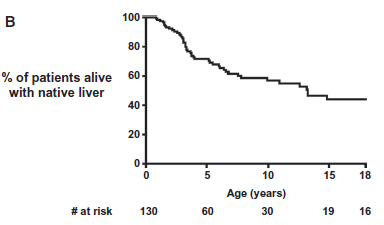 B
% of patients alive
with native liver
100
80
60
40
20
0
0 5 10 15 18
Age (years)
# at risk 130 60 30 19 16